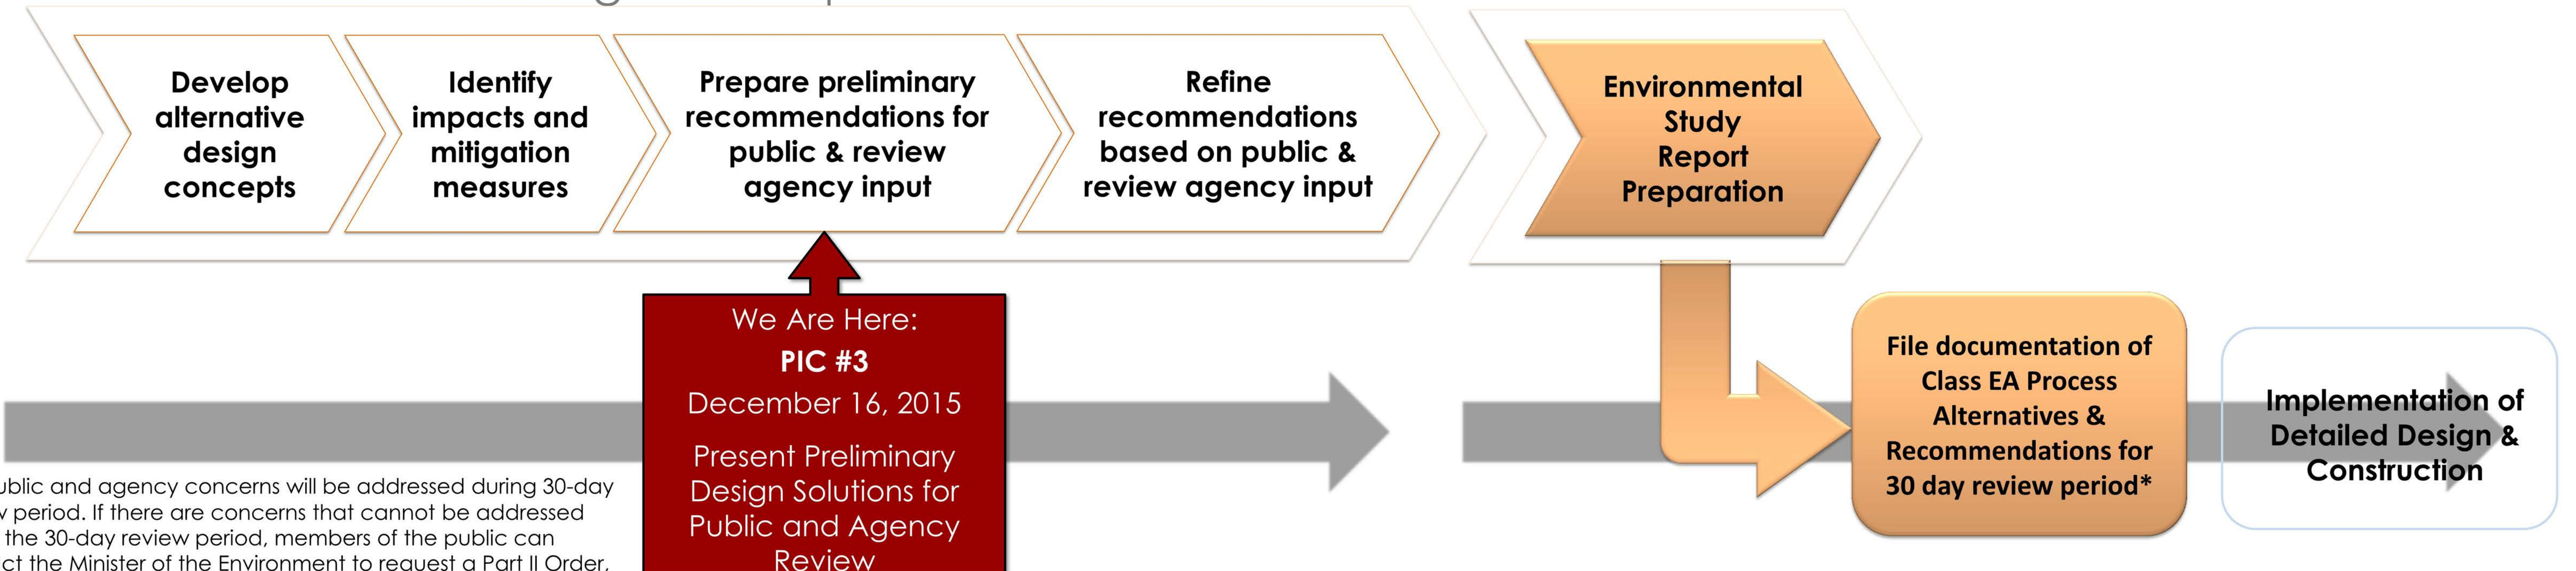 Develop
alternative
design
concepts
Identify
impacts and
mitigation
measures
Prepare preliminary
recommendations for
public & review
agency input
Refine
recommendations
based on public &
review agency input
Environmental
Study
Report
Preparation
We Are Here:
PIC #3
December 16, 2015
Present Preliminary
Design Solutions for
Public and Agency
Review
File documentation of
Class EA Process
Alternatives &
Recommendations for
30 day review period*
Implementation of
Detailed Design &
Construction
and agency concerns will be addressed during 30-day
period. If there are concerns that cannot be addressed
the 30-day review period, members of the public can
the Minister of the Environment to request a Part II Order,